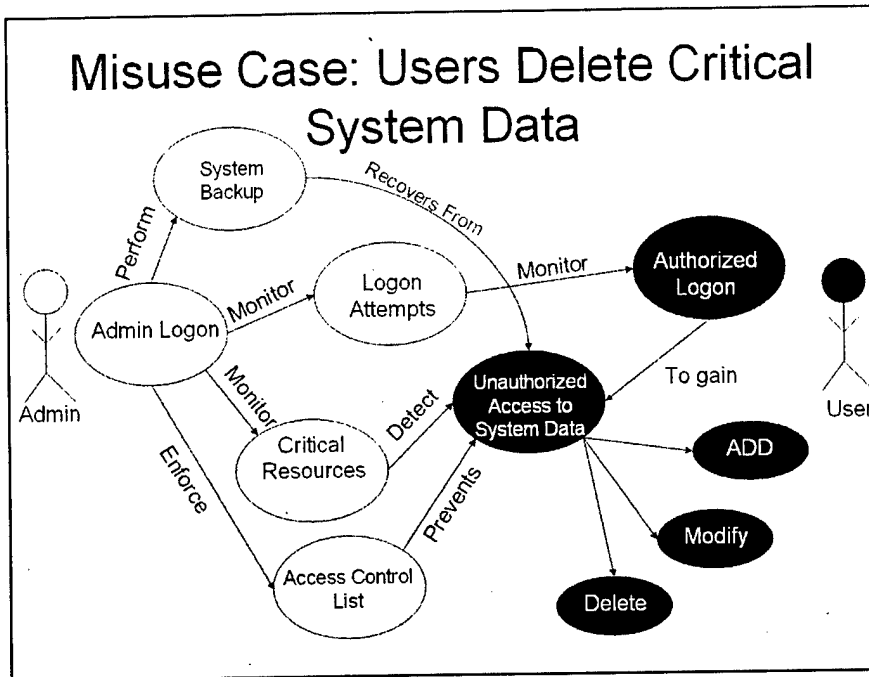 Misuse Case: Users Delete Critical
System Data
System
Backup
Recovers From
Perform
Authorized
Logon
Monitor
Logon
Attempts
Monitor
Admin Logon
To gain
Unauthorized
Access to
System Data
Admin
User
Monitor
Detect
Critical
Resources
ADD
Enforce
Prevents
Modify
Access Control
List
Delete